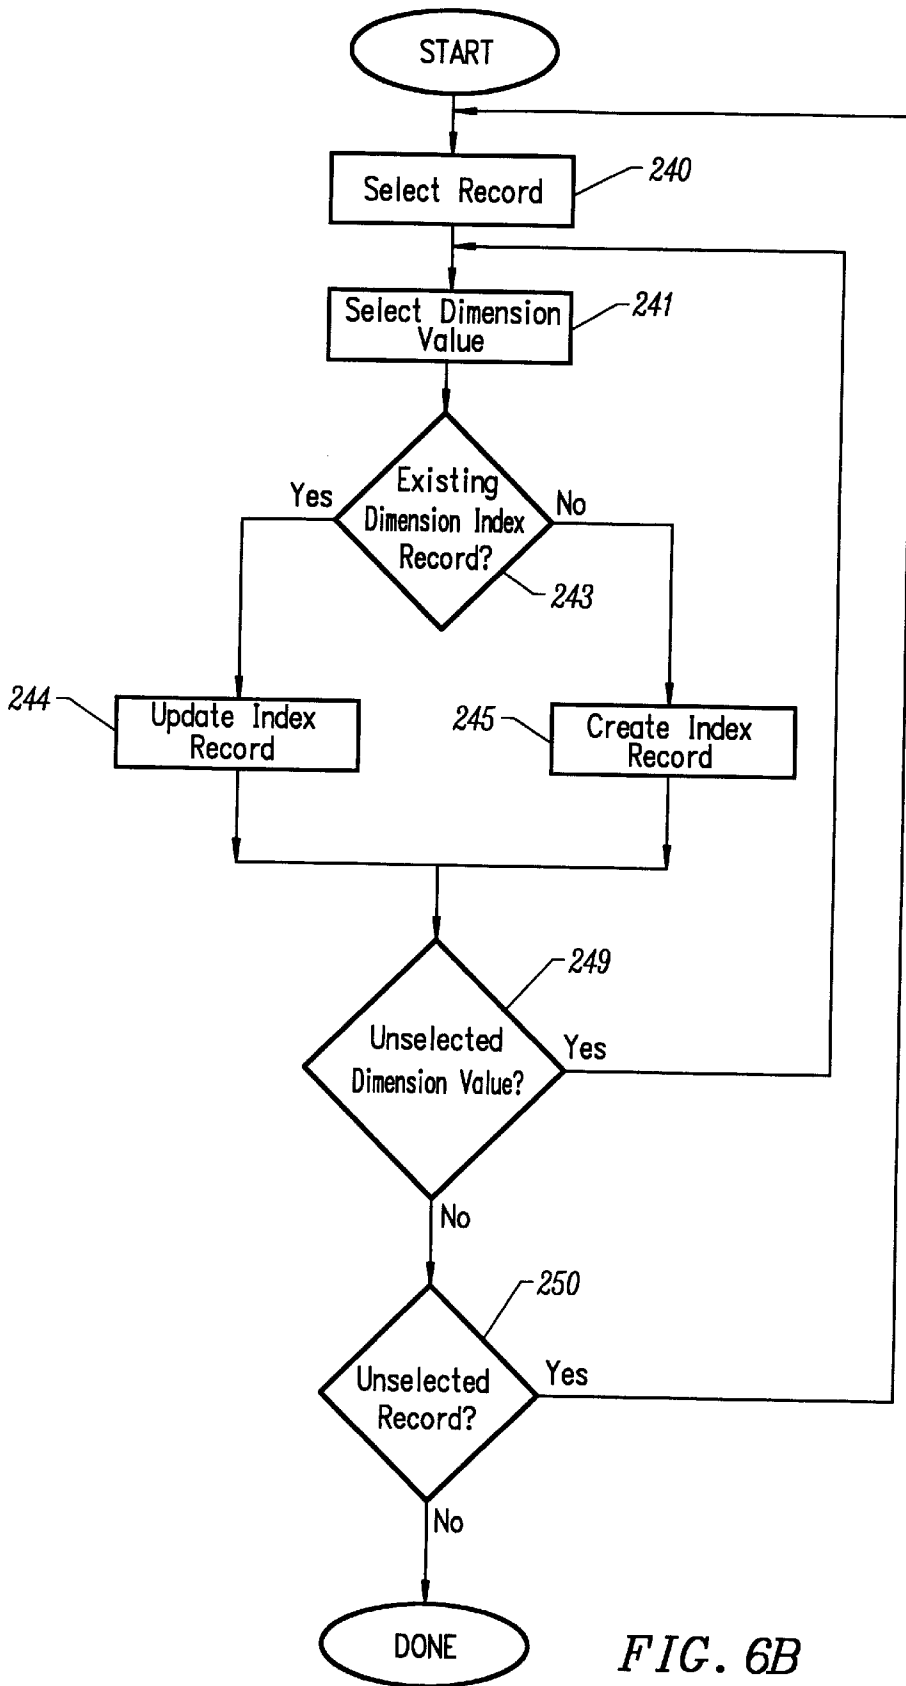 START
Select Record
240
Select Dimension
Value
241
Existing
Dimension Index
Record?
Yes
No
243
244
Update Index
Record
245
Create Index
Record
249
Unselected
Dimension Value?
Yes
No
250
Unselected
Record?
Yes
No
DONE
FIG. 6B